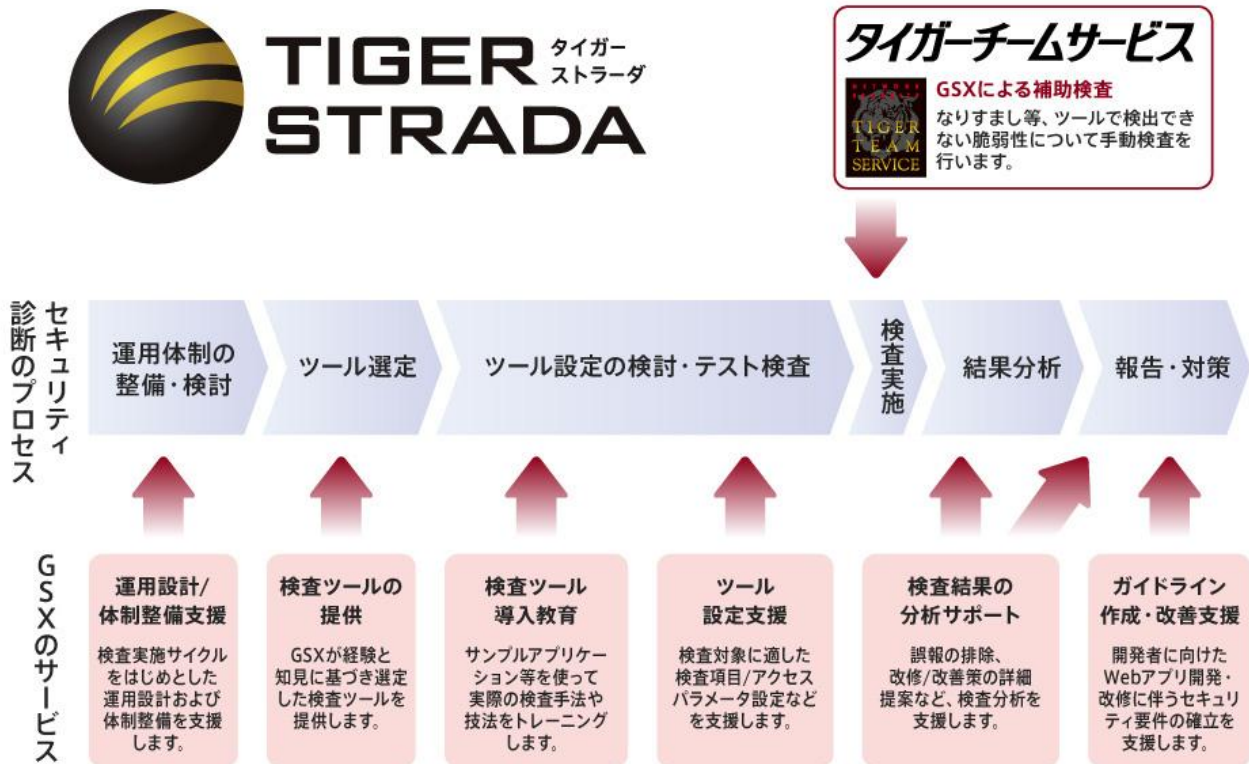 TIGER
STRADA
タイガー
ストラーダ
タイガーチームサービス
NETWORK
SECURITY
TIGER
TEAM
SERVICE
GSXによる補助検査
なりすまし等、ツールで検出でき
ない脆弱性について手動検査を
行います。
セキュリティ
診断のプロセス
運用体制の
整備・検討
ツール選定
ツール設定の検討・テスト検査
検査実施
結果分析
報告・対策
GSXのサービス
運用設計/
体制整備支援
検査実施サイクル
をはじめとした
運用設計および
体制整備を支援
します。
検査ツールの
提供
GSXが経験と
知見に基づき選定
した検査ツールを
提供します。
検査ツール
導入教育
サンプルアプリケー
ション等を使って
実際の検査手法や
技法をトレーニング
します。
ツール
設定支援
検査対象に適した
検査項目/アクセス
パラメータ設定など
を支援します。
検査結果の
分析サポート
誤報の排除、
改修/改善策の詳細
提案など、検査分析を
支援します。
ガイドライン
作成・改善支援
開発者に向けた
Webアプリ開発・
改修に伴うセキュリ
ティ要件の確立を
支援します。